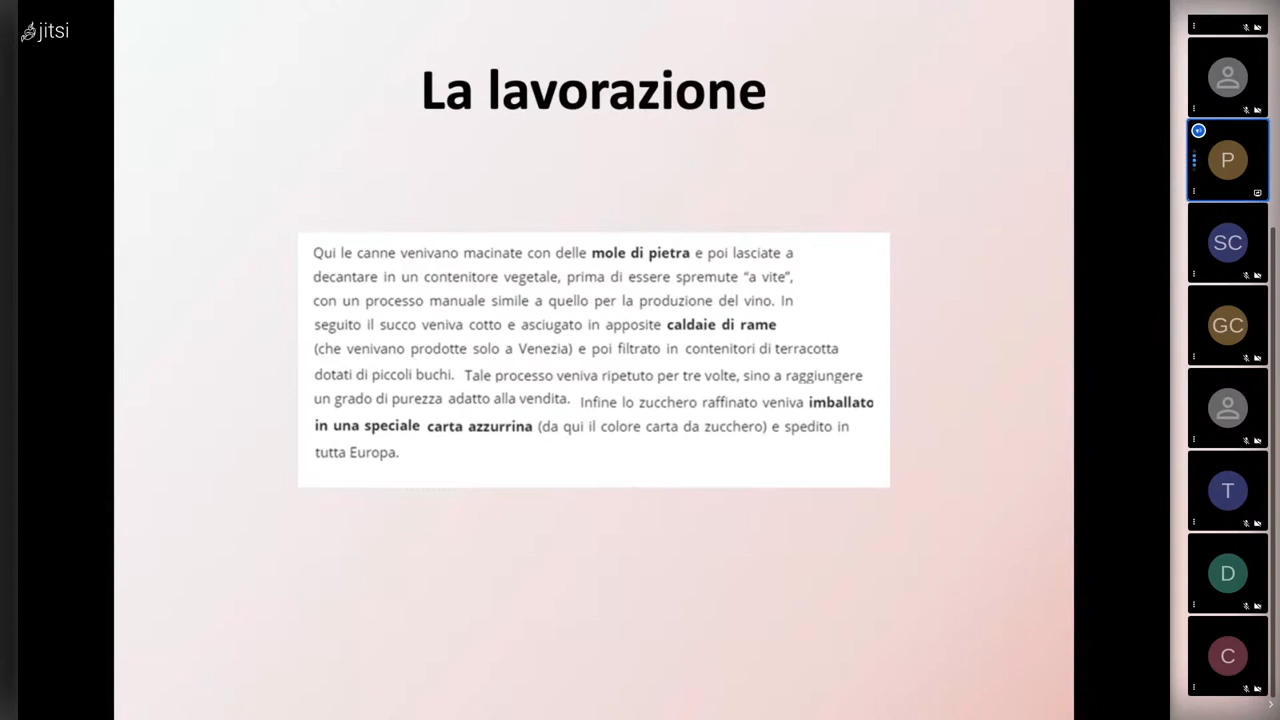 jitsi
La lavorazione
Qui le canne venivano macinate con delle mole di pietra e poi lasciate a
decantare in un contenitore vegetale, prima di essere spremute “a vite”,
con un processo manuale simile a quello per la produzione del vino. In
seguito il succo veniva cotto e asciugato in apposite caldaie di rame
(che venivano prodotte solo a Venezia) e poi filtrato in contenitori di terracotta
dotati di piccoli buchi. Tale processo veniva ripetuto per tre volte, sino a raggiungere
un grado di purezza adatto alla vendita. Infine lo zucchero raffinato veniva imballato
in una speciale carta azzurrina (da qui il colore carta da zucchero) e spedito in
tutta Europa.
P
SC
GC
T
D
C